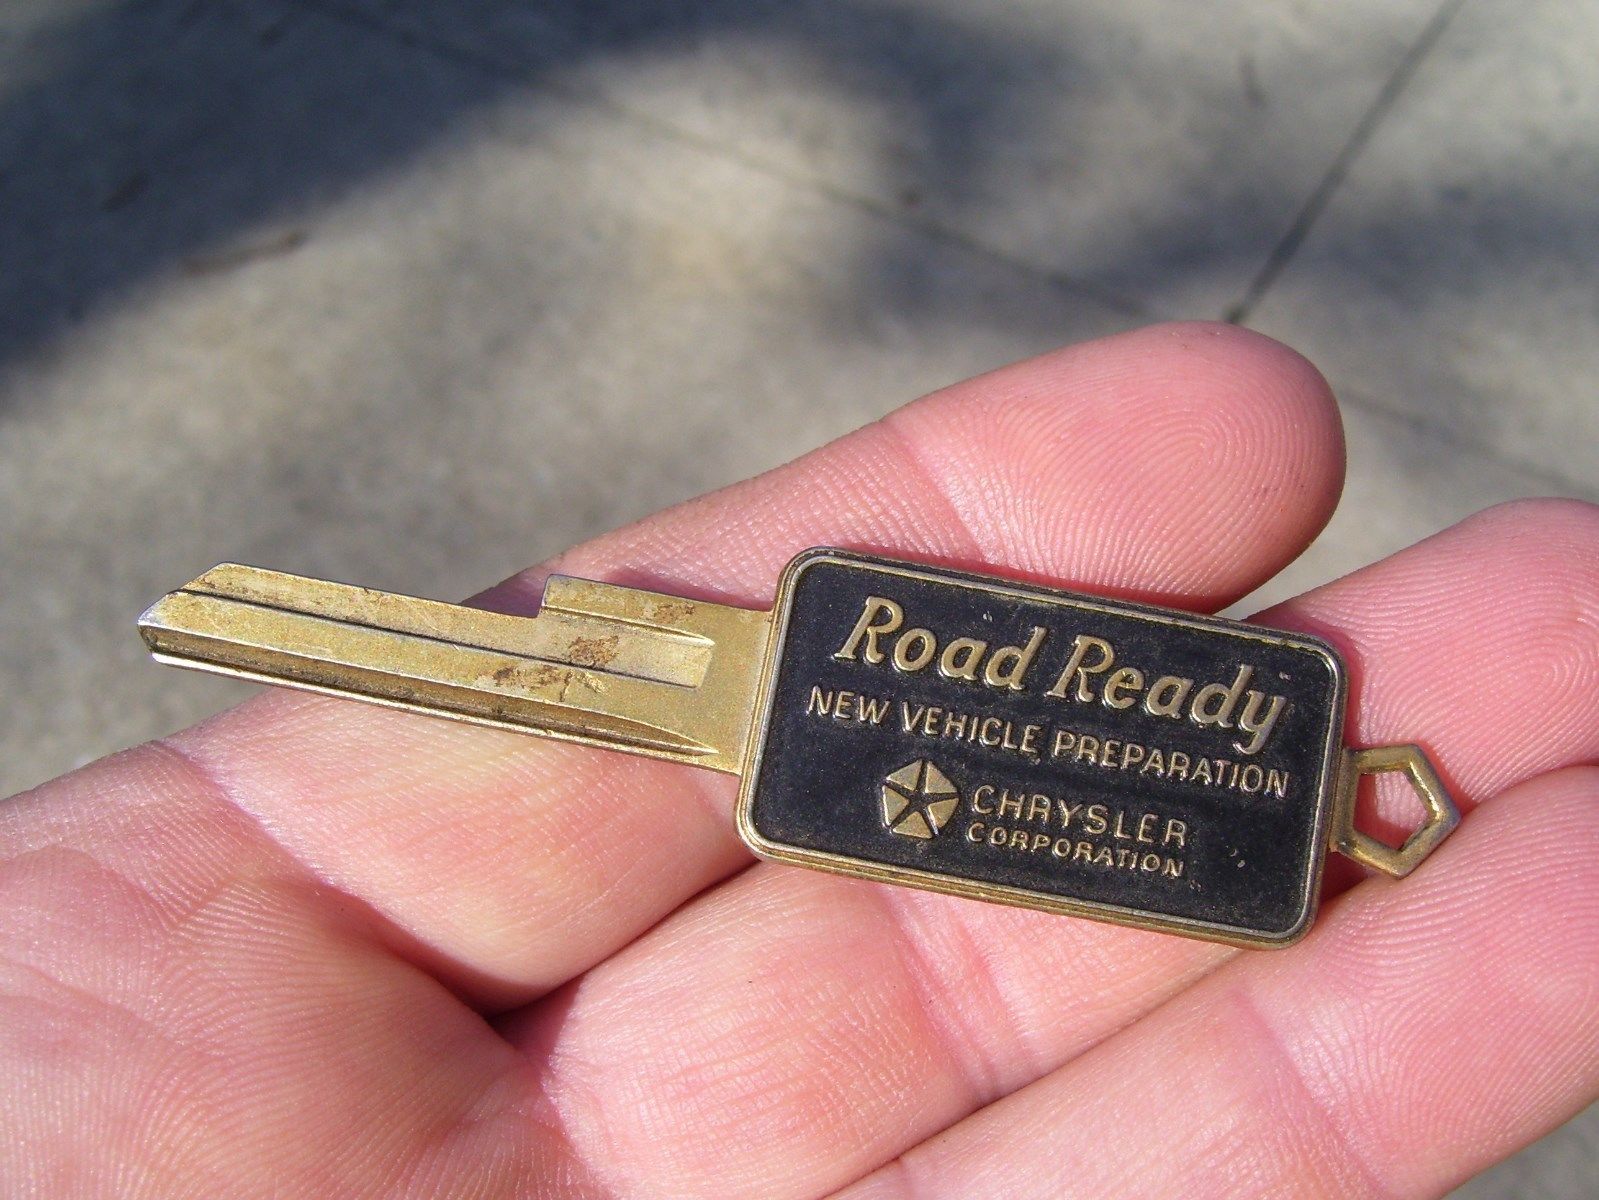 Road Ready
NEW VEHICLE PREPARATION
CHRYSLER
CORPORATION